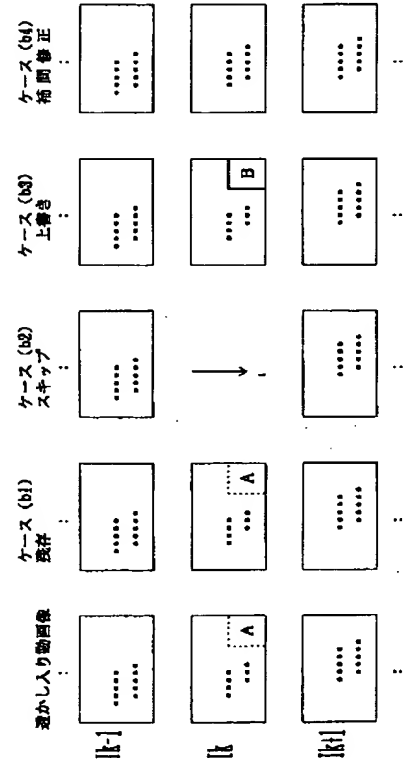 透かし入り動画像
ケース(b1)
残存
ケース(b2)
スキップ
ケース(b3)
上書き
ケース(b4)
補間修正
Ik-1
Ik
A
A
B
Ik+1